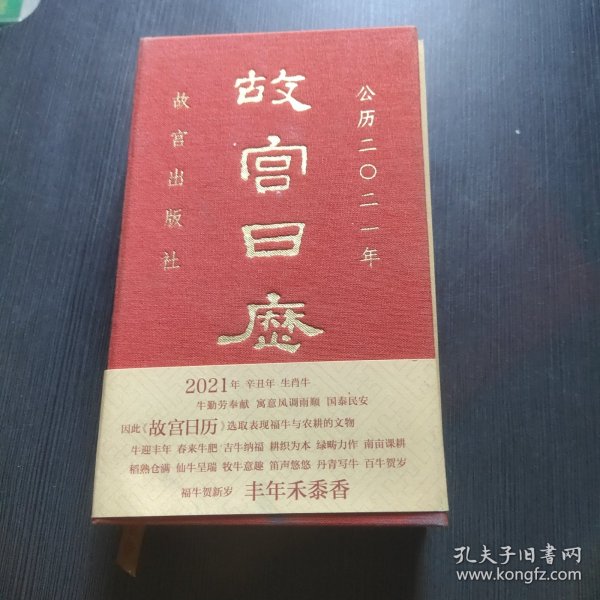 公历二〇二一年
故宫日历
故宫出版社
2021年 辛丑年 生肖牛
牛勤劳奉献 寓意风调雨顺 国泰民安
因此《故宫日历》选取表现福牛与农耕的文物
牛迎丰年 春来牛肥 吉牛纳福 耕织为本 绿畴力作 南亩课耕
稻熟仓满 仙牛呈瑞 牧牛意趣 笛声悠悠 丹青写牛 百牛贺岁
福牛贺新岁 丰年禾黍香
孔夫子旧书网
www.kongfz.com